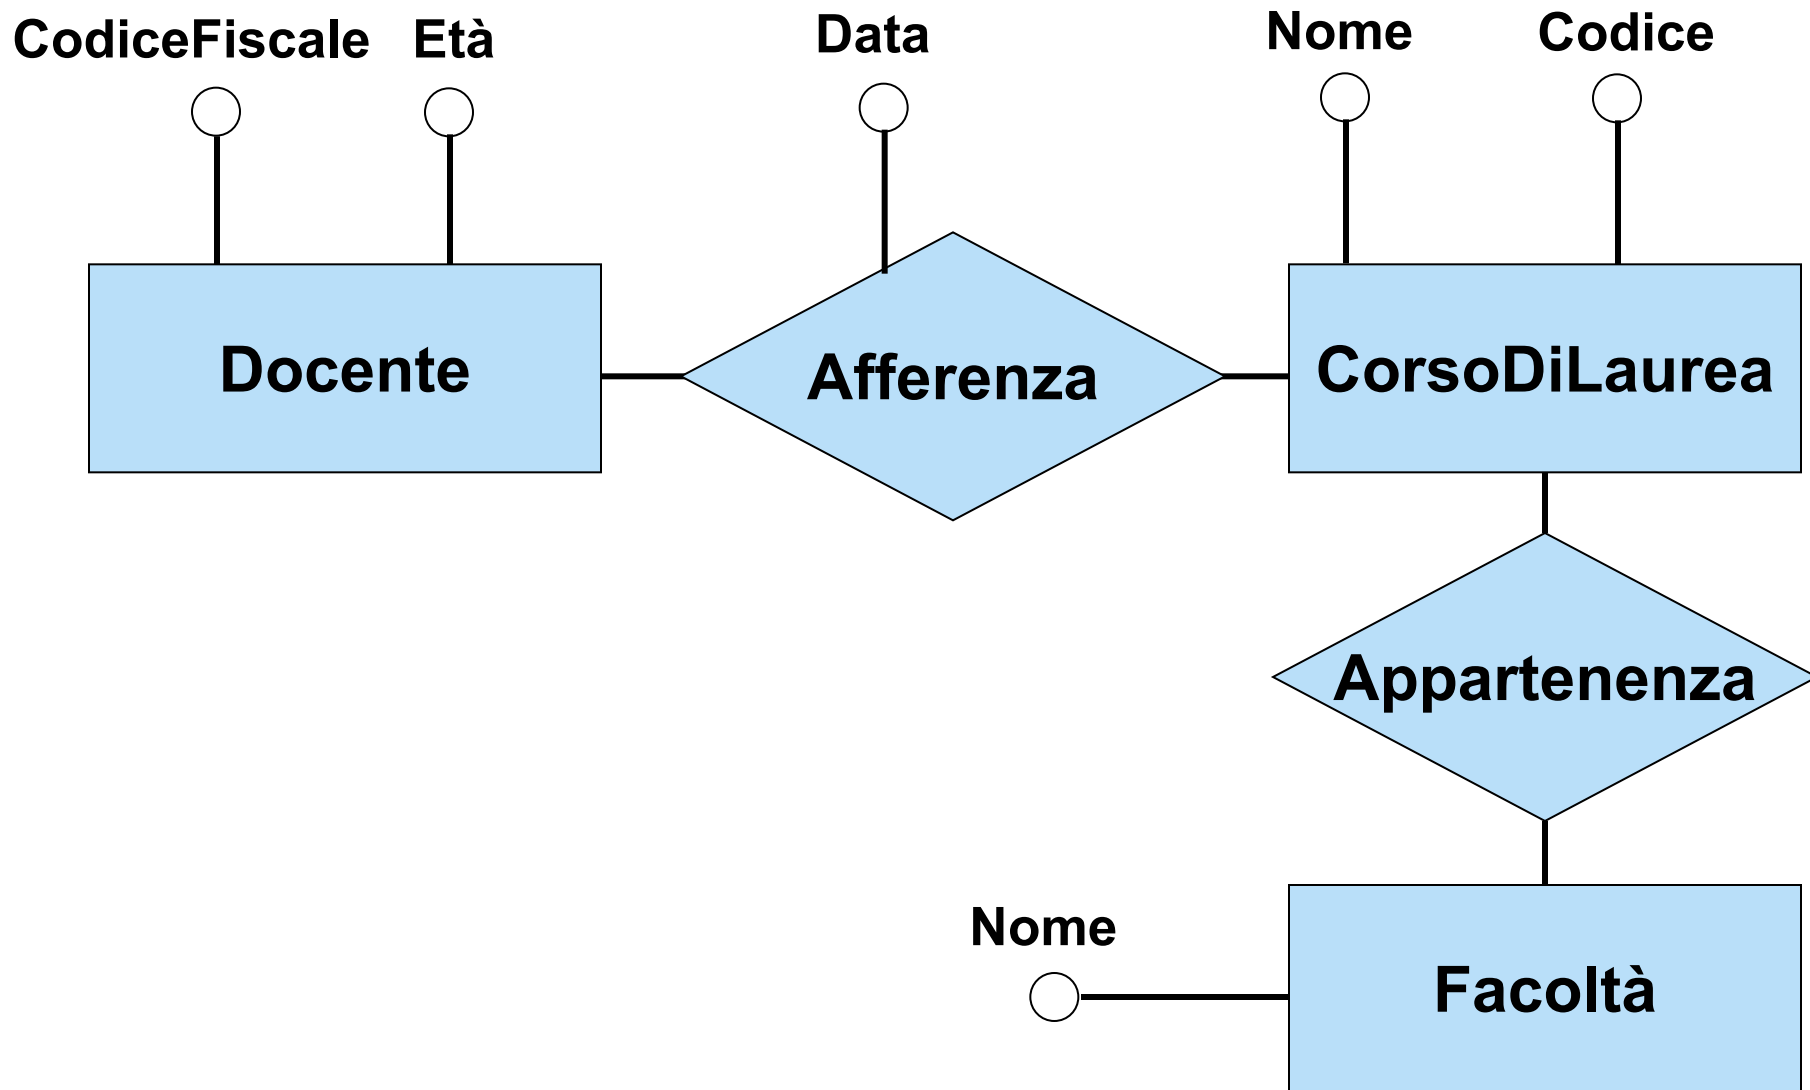 CodiceFiscale
Età
Data
Nome
Codice
Docente
Afferenza
CorsoDiLaurea
Appartenenza
Nome
Facoltà